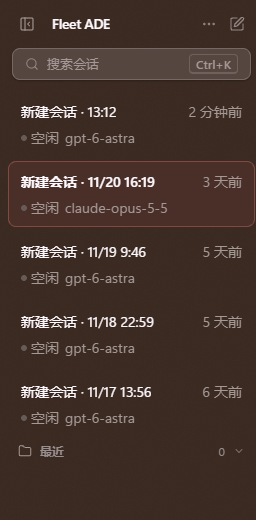 Fleet ADE
搜索会话 Ctrl+K
新建会话 · 13:12 2 分钟前
空闲 gpt-6-astra
新建会话 · 11/20 16:19 3 天前
空闲 claude-opus-5-5
新建会话 · 11/19 9:46 5 天前
空闲 gpt-6-astra
新建会话 · 11/18 22:59 5 天前
空闲 gpt-6-astra
新建会话 · 11/17 13:56 6 天前
空闲 gpt-6-astra
最近 0